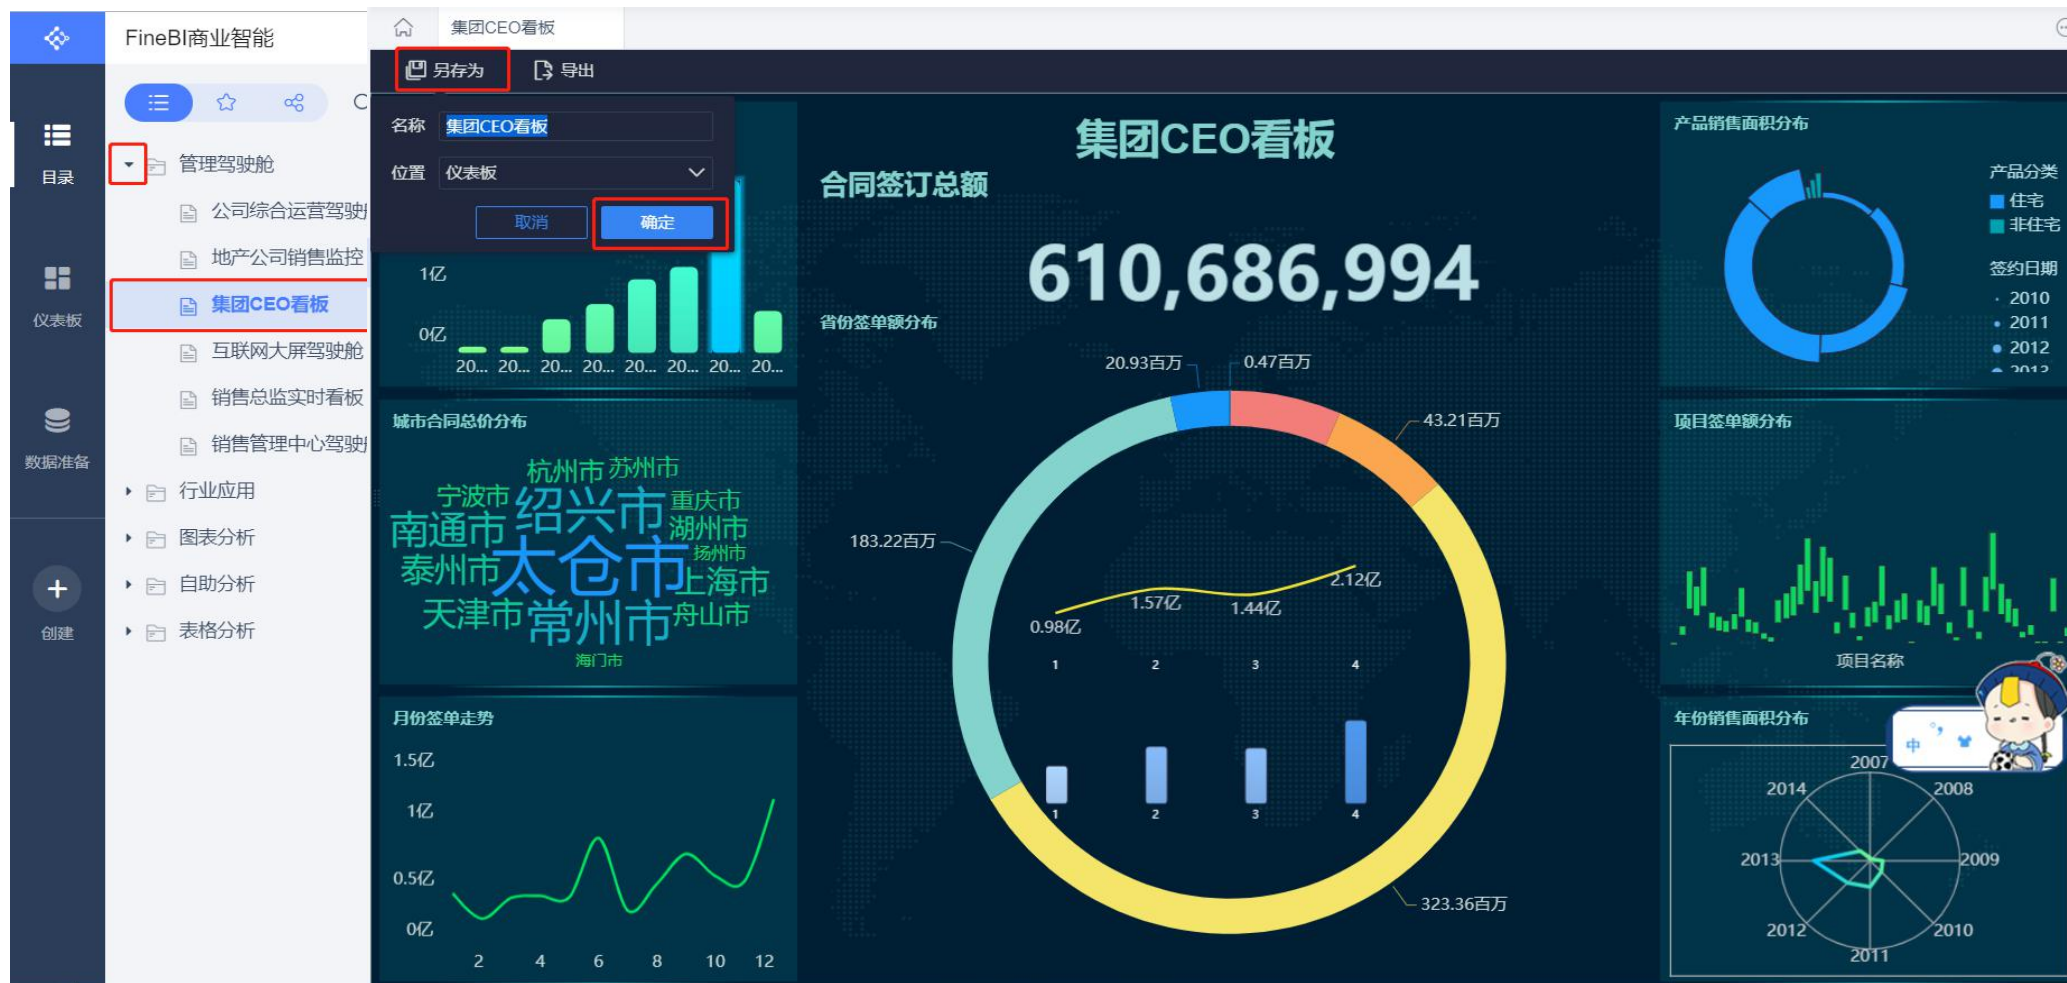 FineBI商业智能
目录
仪表板
数据准备
创建
管理驾驶舱
公司综合运营驾驶
地产公司销售监控
集团CEO看板
互联网大屏驾驶舱
销售总监实时看板
销售管理中心驾驶
行业应用
图表分析
自助分析
表格分析
集团CEO看板
另存为
导出
名称
集团CEO看板
位置
仪表板
取消
确定
1亿
0亿
20... 20... 20... 20... 20... 20... 20... 20...
城市合同总价分布
杭州市
苏州市
宁波市
绍兴市
重庆市
南通市
湖州市
扬州市
泰州市
太仓市
上海市
天津市
常州市
舟山市
海门市
月份签单走势
1.5亿
1亿
0.5亿
0亿
2 4 6 8 10 12
集团CEO看板
合同签订总额
610,686,994
省份签单额分布
20.93百万
0.47百万
43.21百万
183.22百万
323.36百万
0.98亿
1.57亿
1.44亿
2.12亿
1 2 3 4
1 2 3 4
产品销售面积分布
产品分类
住宅
非住宅
签约日期
2010
2011
2012
2013
项目签单额分布
项目名称
年份销售面积分布
中
2007
2008
2009
2010
2011
2012
2013
2014